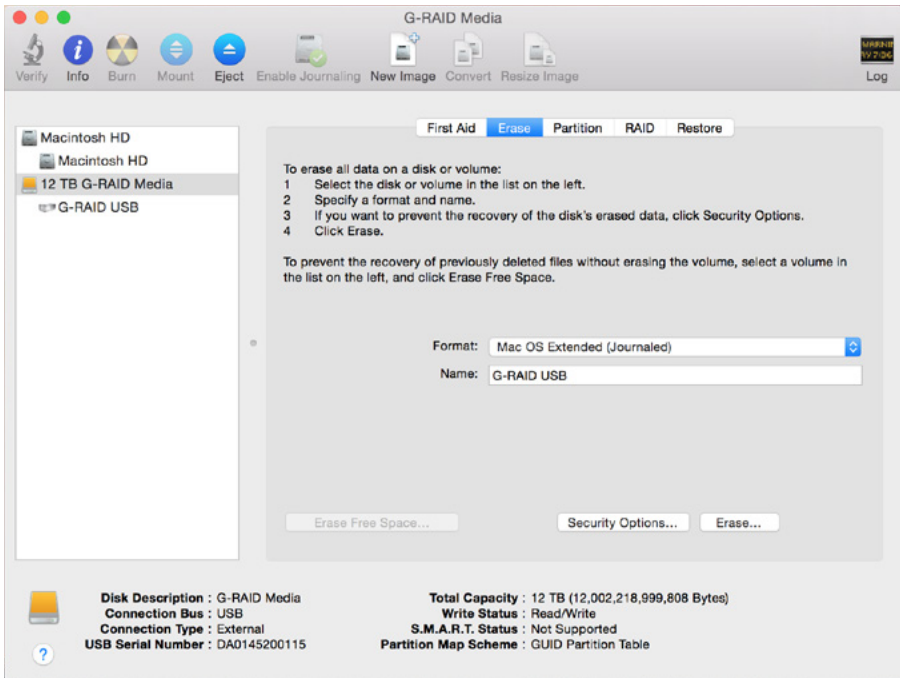 G-RAID Media
Verify Info Burn Mount Eject Enable Journaling New Image Convert Resize Image Log
Macintosh HD
Macintosh HD
12 TB G-RAID Media
G-RAID USB
First Aid Erase Partition RAID Restore
To erase all data on a disk or volume:
1 Select the disk or volume in the list on the left.
2 Specify a format and name.
3 If you want to prevent the recovery of the disk's erased data, click Security Options.
4 Click Erase.
To prevent the recovery of previously deleted files without erasing the volume, select a volume in
the list on the left, and click Erase Free Space.
Format: Mac OS Extended (Journaled)
Name: G-RAID USB
Erase Free Space... Security Options... Erase...
Disk Description : G-RAID Media Total Capacity : 12 TB (12,002,218,999,808 Bytes)
Connection Bus : USB Write Status : Read/Write
Connection Type : External S.M.A.R.T. Status : Not Supported
USB Serial Number : DA0145200115 Partition Map Scheme : GUID Partition Table
?